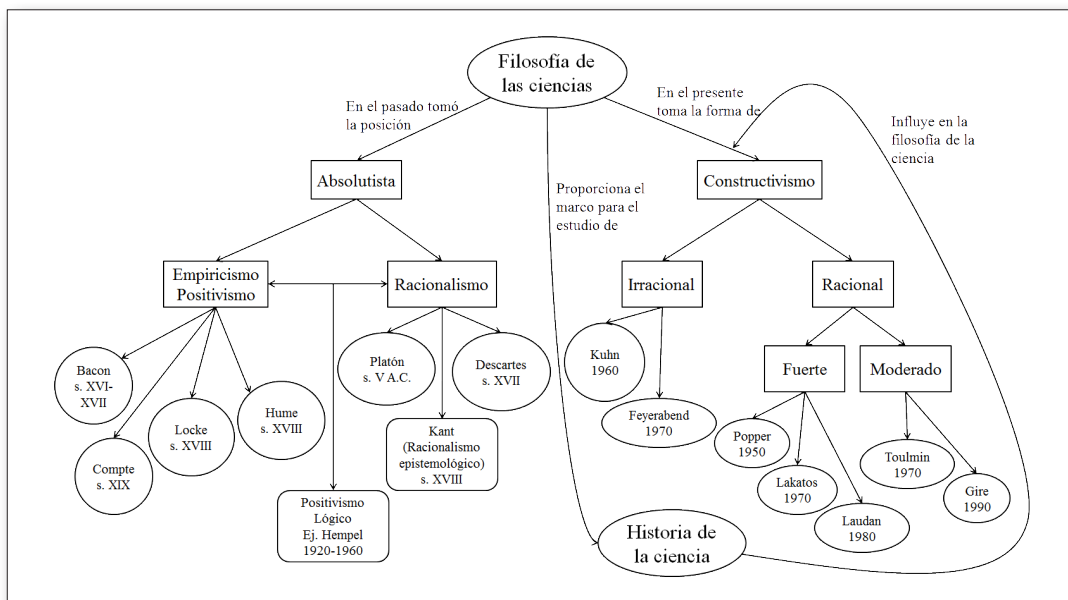 Filosofía de
las ciencias
En el pasado tomó
la posición
En el presente
toma la forma de
Influye en la
filosofía de la
ciencia
Absolutista
Proporciona el
marco para el
estudio de
Constructivismo
Empiricismo
Positivismo
Racionalismo
Irracional
Racional
Bacon
s. XVI-
XVII
Compte
s. XIX
Locke
s. XVIII
Hume
s. XVIII
Platón
s. V A.C.
Descartes
s. XVII
Kant
(Racionalismo
epistemológico)
s. XVIII
Positivismo
Lógico
Ej. Hempel
1920-1960
Kuhn
1960
Feyerabend
1970
Fuerte
Moderado
Popper
1950
Lakatos
1970
Laudan
1980
Toulmin
1970
Gire
1990
Historia de
la ciencia